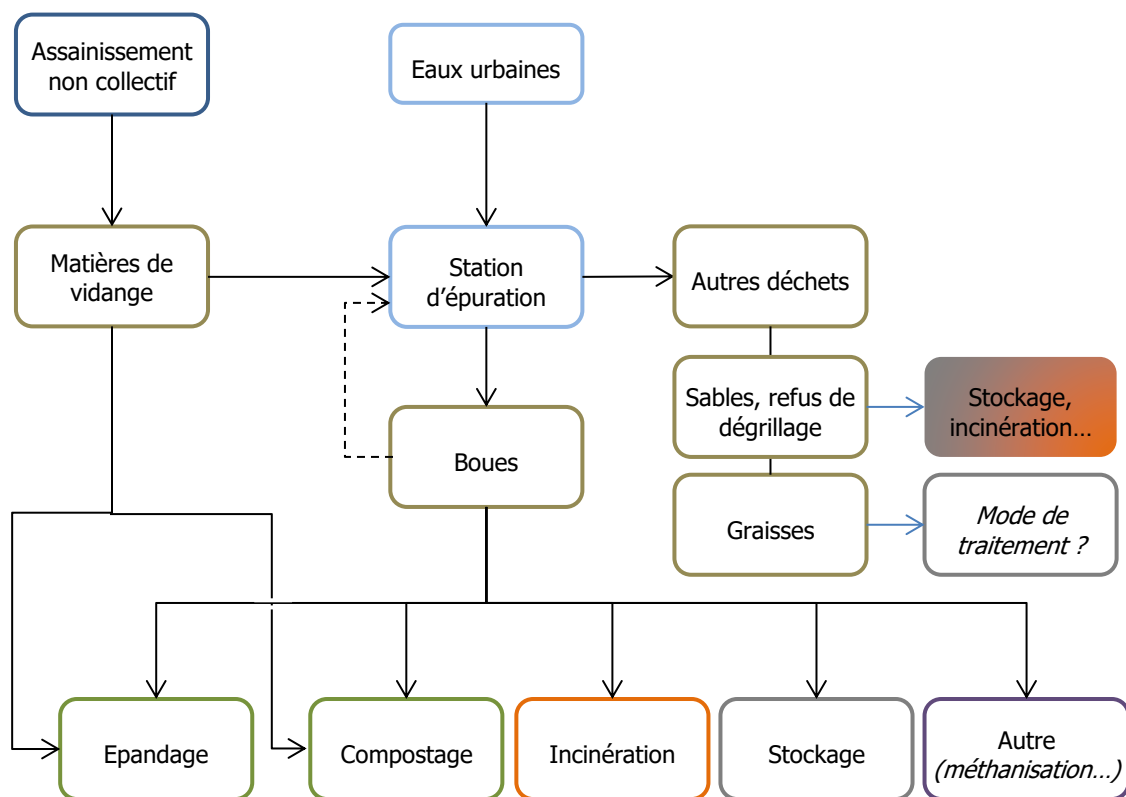 Assainissement
non collectif
Eaux urbaines
Matières de
vidange
Station
d’épuration
Autres déchets
Sables, refus de
dégrillage
Stockage,
incinération…
Boues
Graisses
Mode de
traitement ?
Epandage
Compostage
Incinération
Stockage
Autre
(méthanisation…)